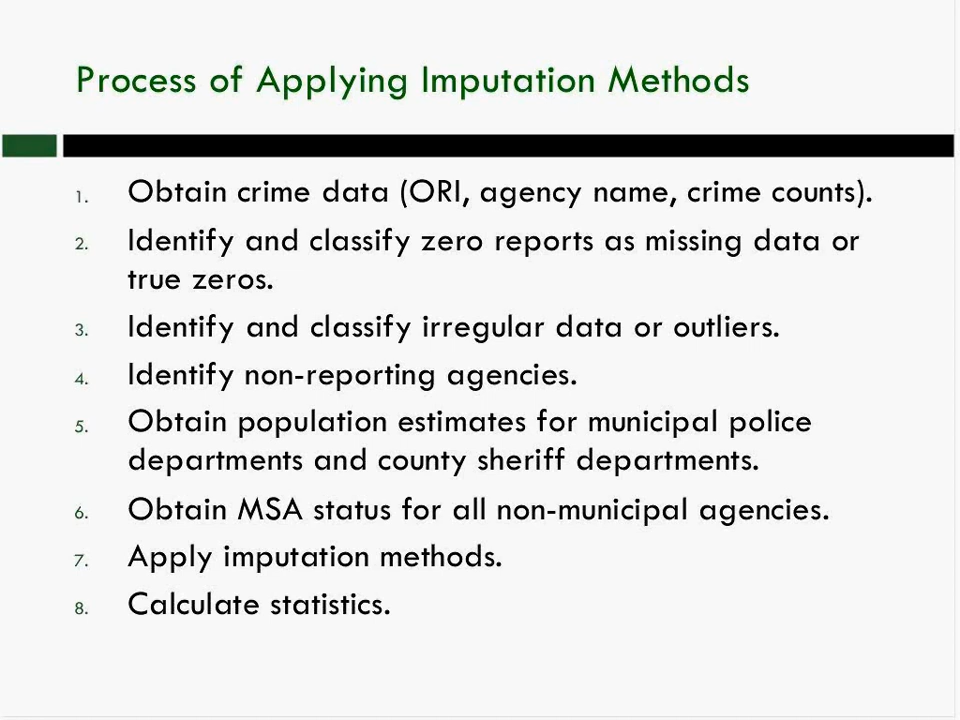 Process of Applying Imputation Methods
1. Obtain crime data (ORI, agency name, crime counts).
2. Identify and classify zero reports as missing data or
true zeros.
3. Identify and classify irregular data or outliers.
4. Identify non-reporting agencies.
5. Obtain population estimates for municipal police
departments and county sheriff departments.
6. Obtain MSA status for all non-municipal agencies.
7. Apply imputation methods.
8. Calculate statistics.